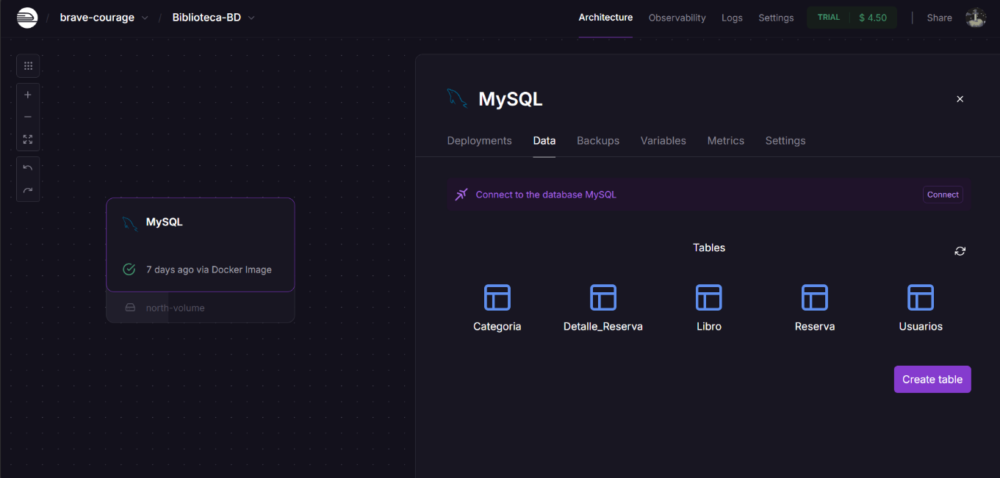 / brave-courage / Biblioteca-BD
Architecture Observability Logs Settings TRIAL $ 4.50 | Share
MySQL
Deployments Data Backups Variables Metrics Settings
Connect to the database MySQL Connect
MySQL
7 days ago via Docker Image
north-volume
Tables
Categoria Detalle_Reserva Libro Reserva Usuarios
Create table